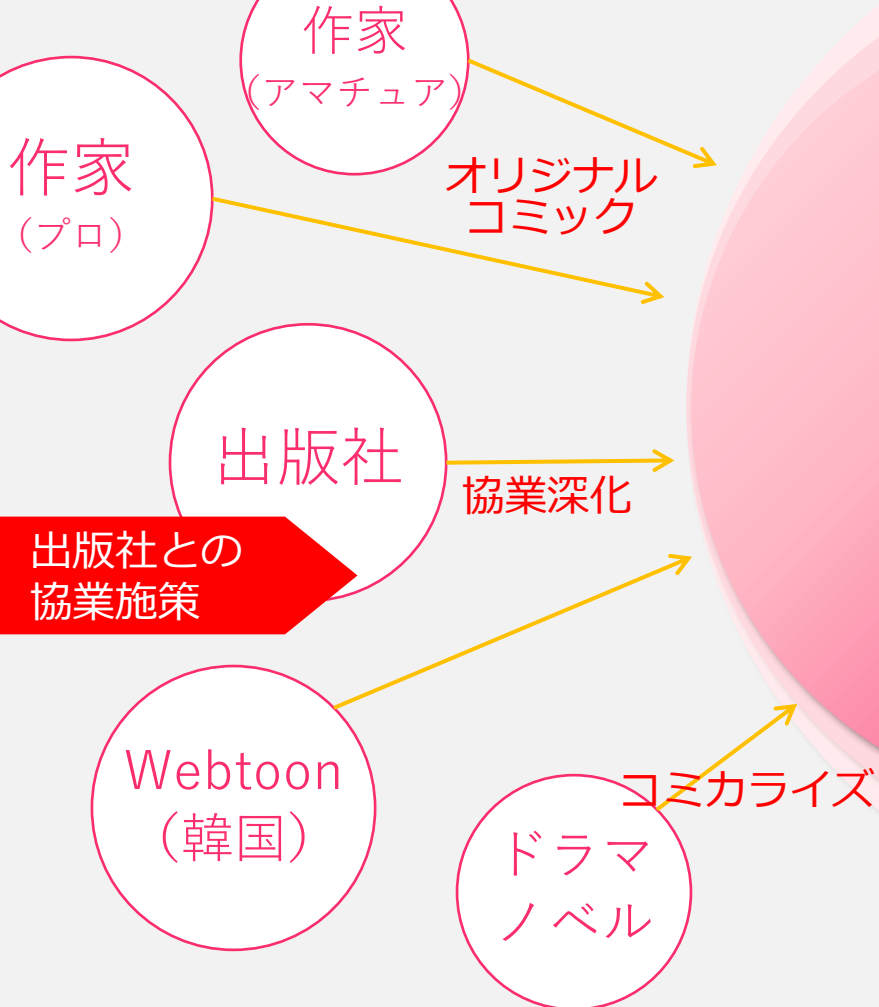 作家
（アマチュア）
作家
（プロ）
オリジナル
コミック
出版社
協業深化
出版社との
協業施策
Webtoon
（韓国）
コミカライズ
ドラマ
ノベル